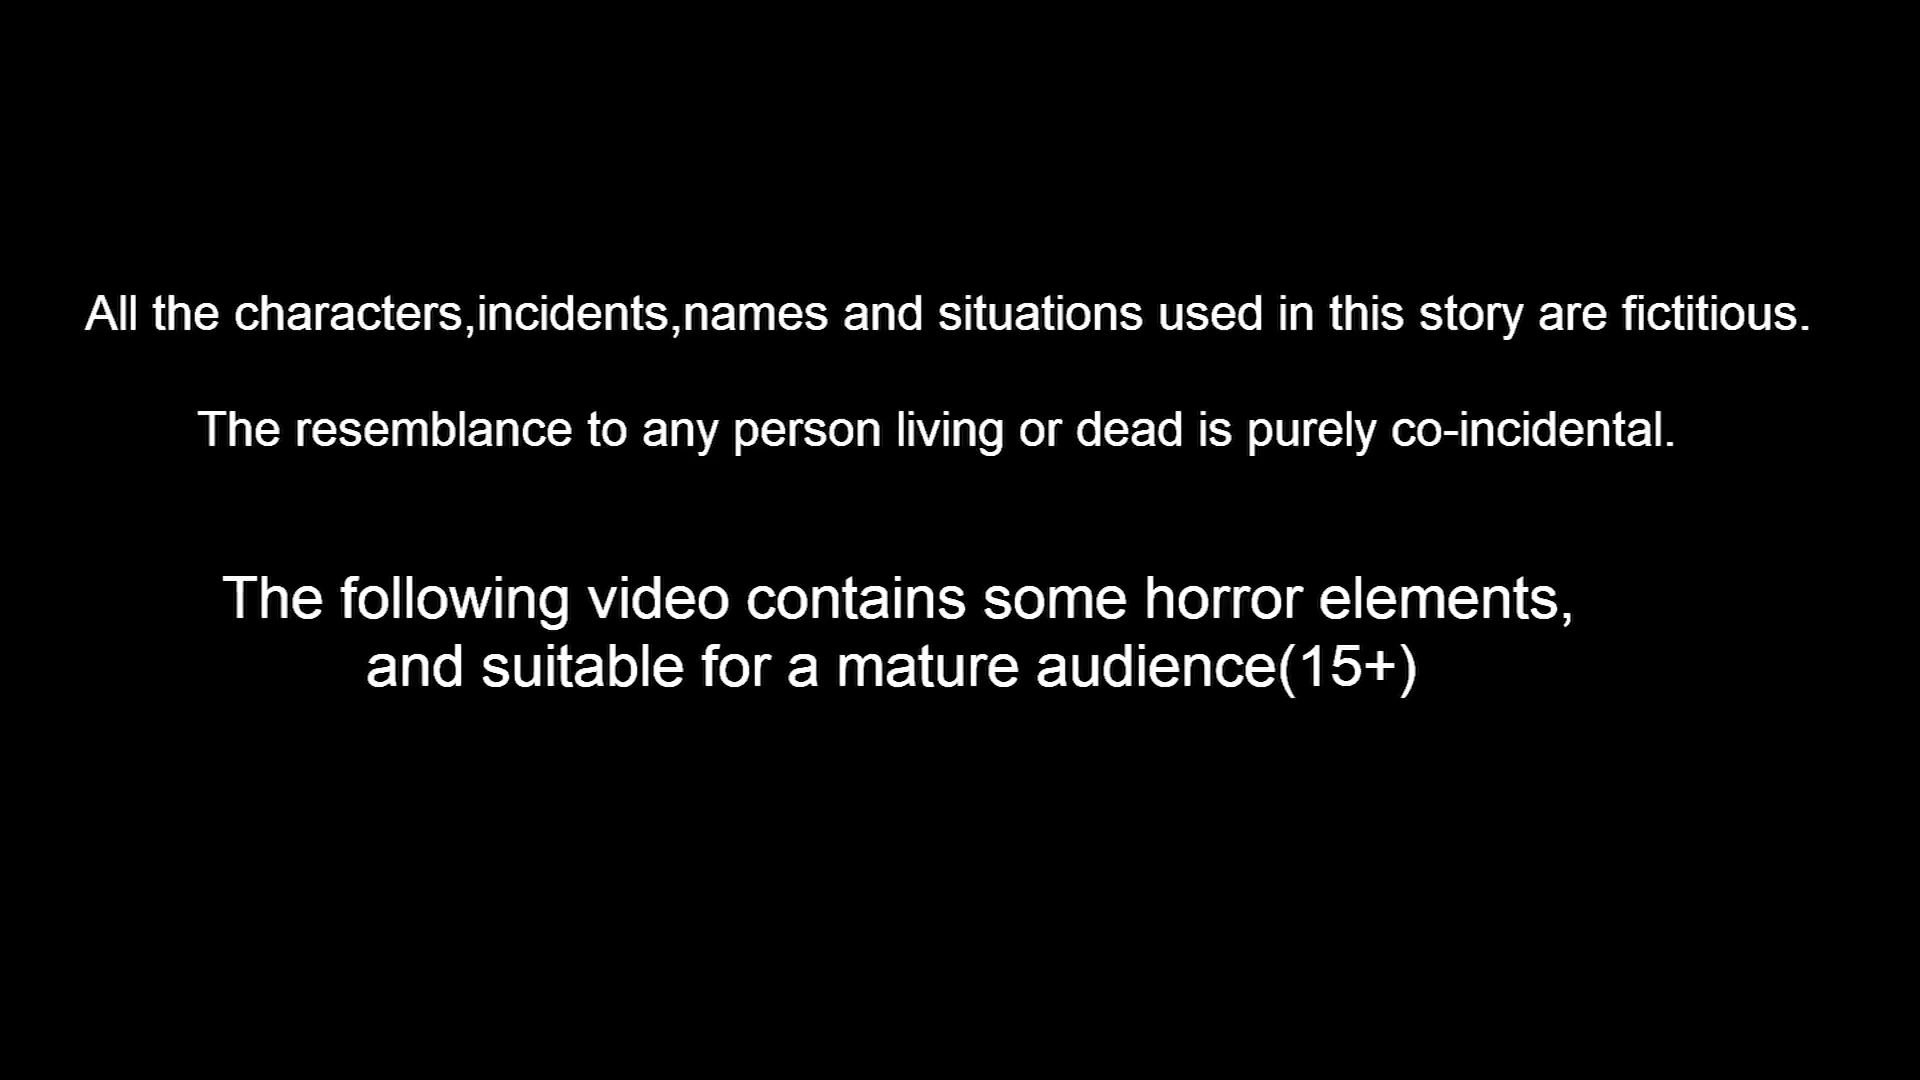 All the characters,incidents,names and situations used in this story are fictitious.
The resemblance to any person living or dead is purely co-incidental.
The following video contains some horror elements,
and suitable for a mature audience(15+)